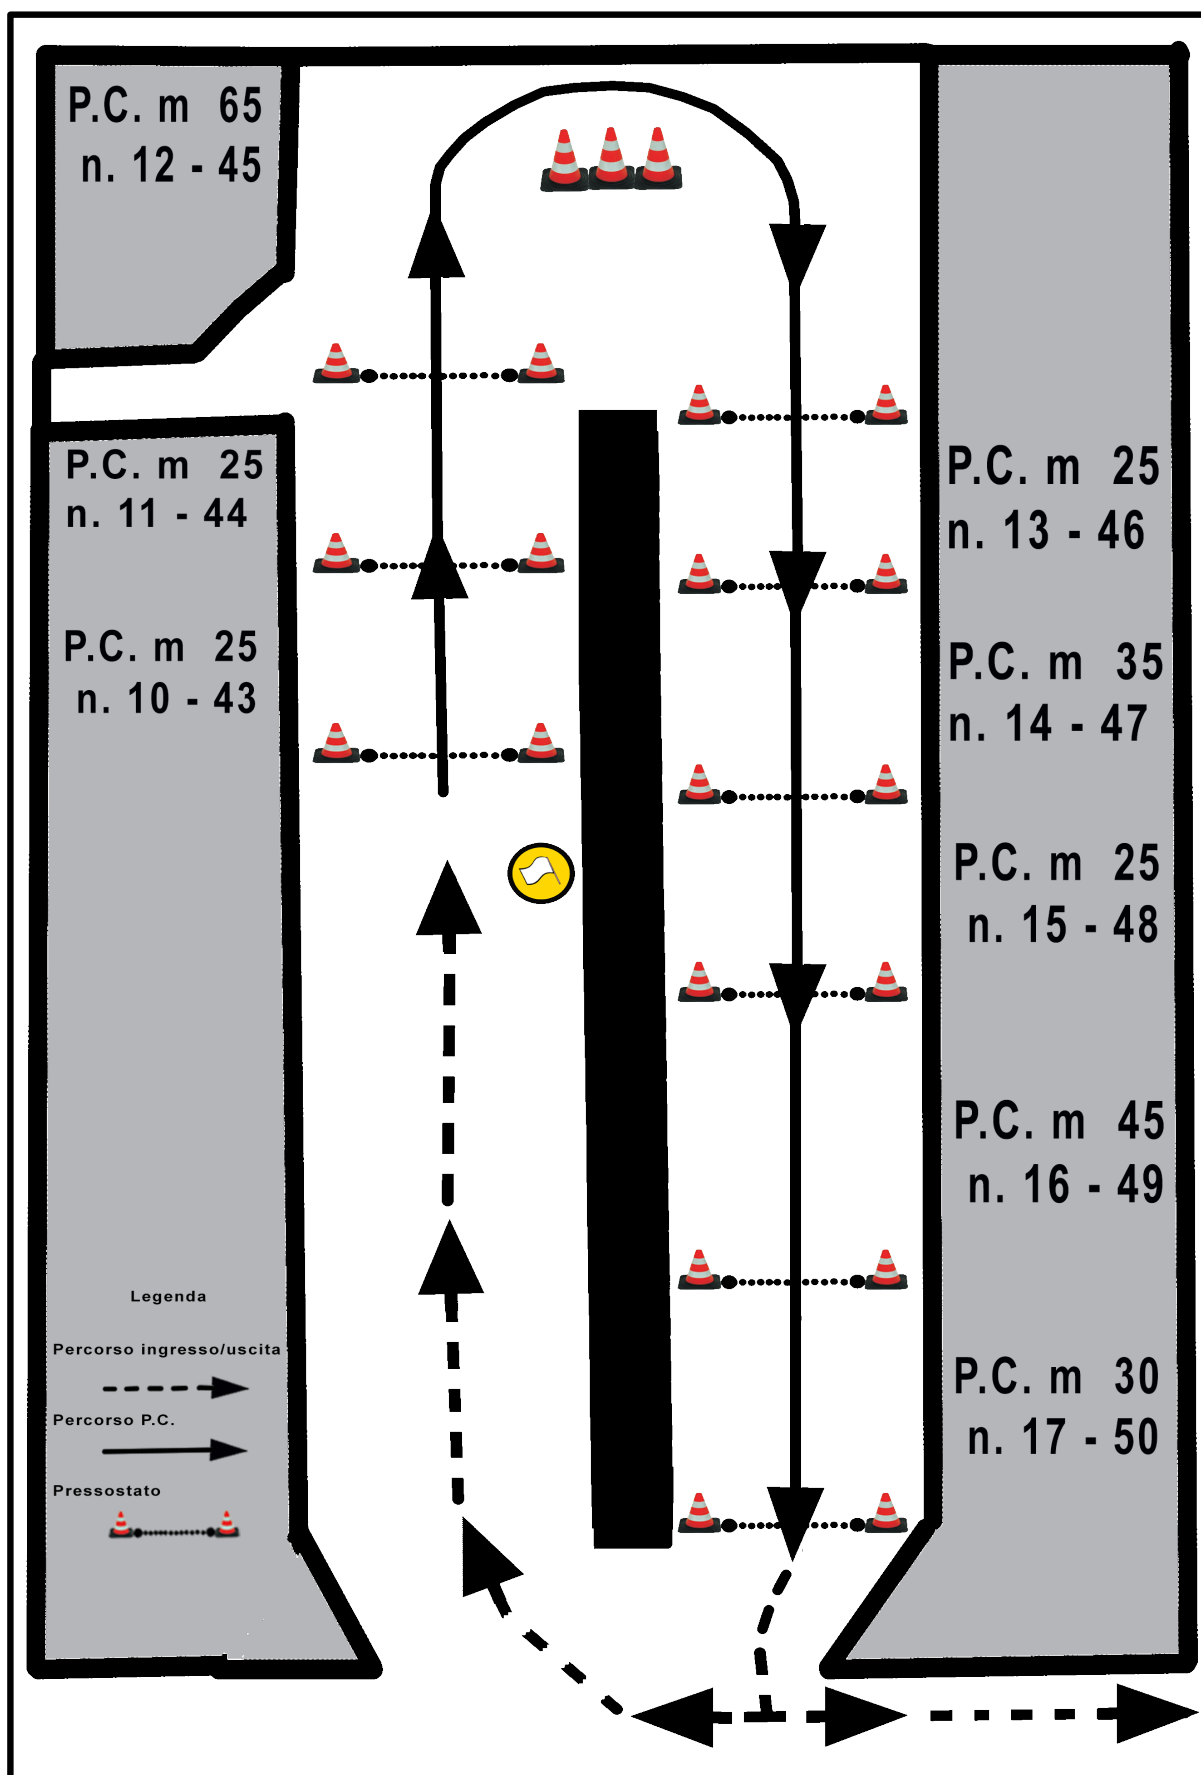 P.C. m 65
n. 12 - 45
P.C. m 25
n. 11 - 44
P.C. m 25
n. 10 - 43
P.C. m 25
n. 13 - 46
P.C. m 35
n. 14 - 47
P.C. m 25
n. 15 - 48
P.C. m 45
n. 16 - 49
P.C. m 30
n. 17 - 50
Legenda
Percorso ingresso/uscita
Percorso P.C.
Pressostato